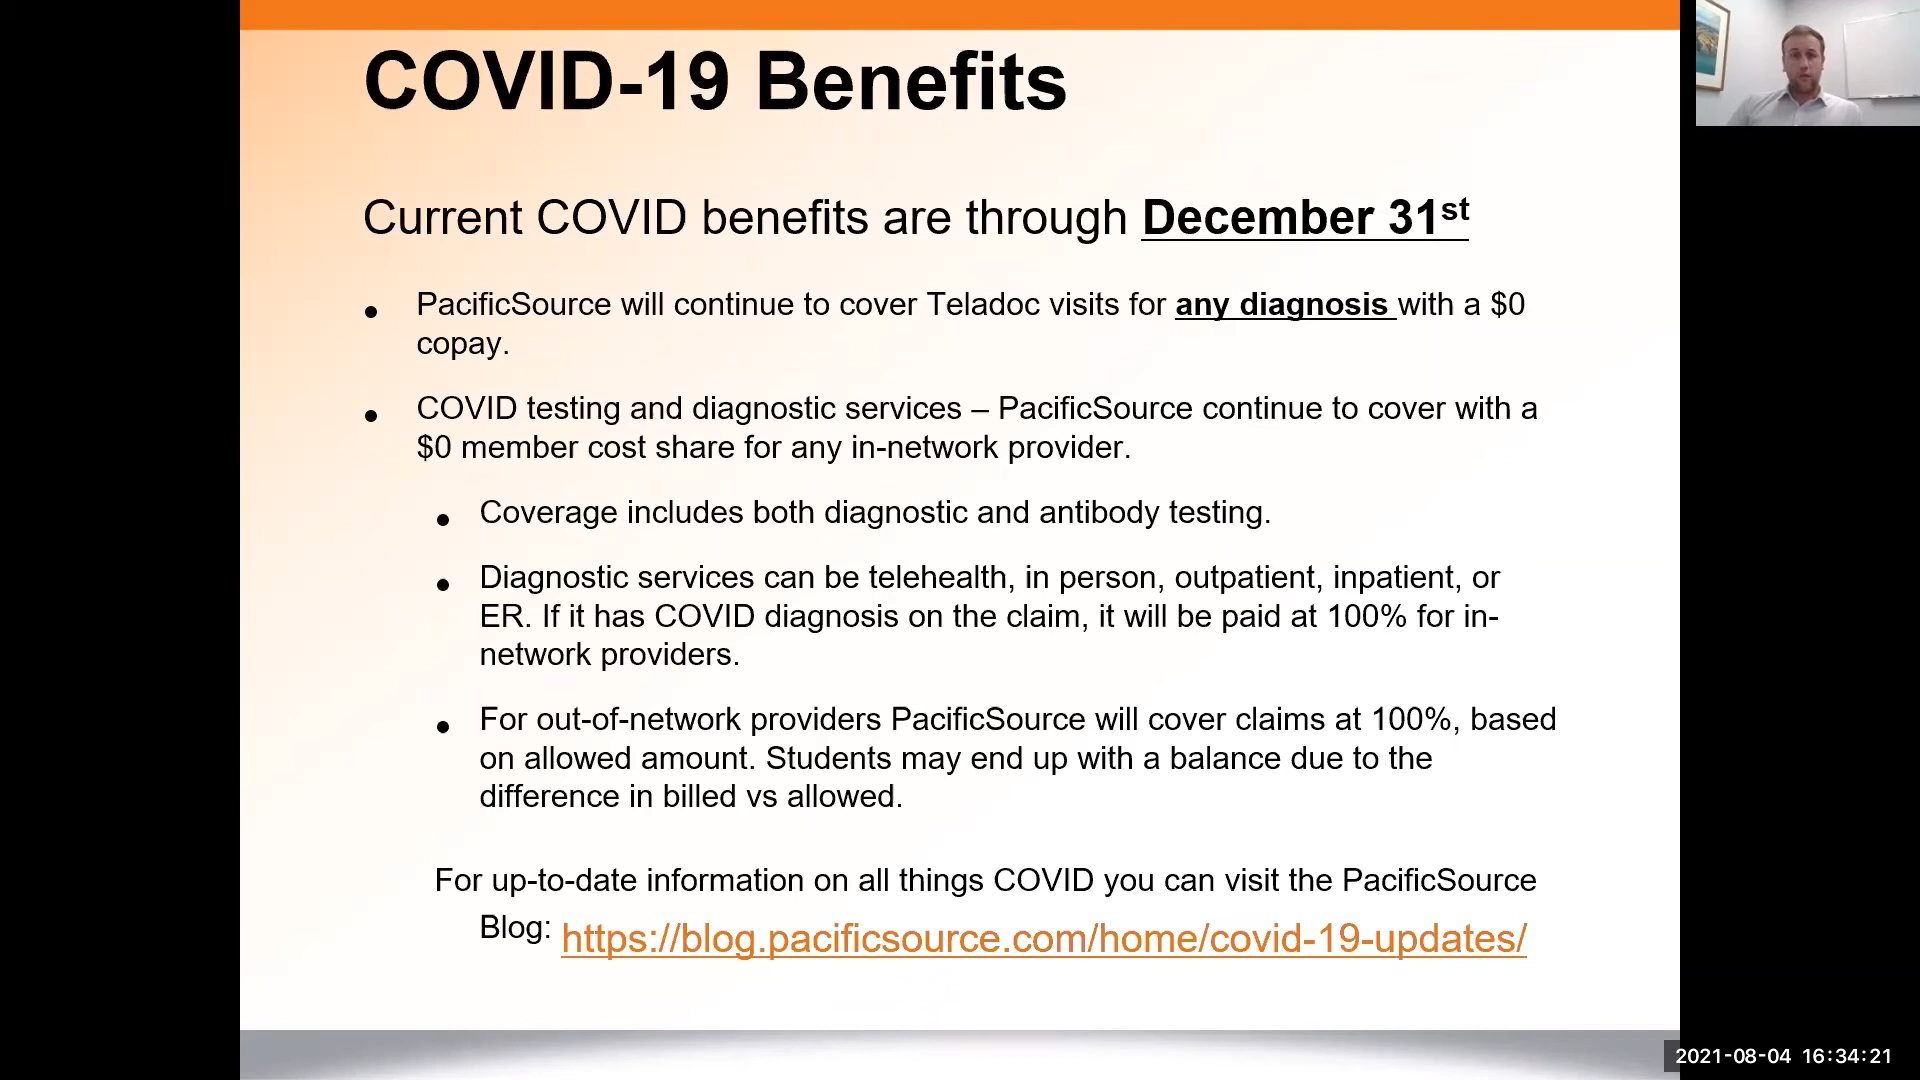 COVID-19 Benefits
Current COVID benefits are through December 31st
• PacificSource will continue to cover Teladoc visits for any diagnosis with a $0
copay.
• COVID testing and diagnostic services – PacificSource continue to cover with a
$0 member cost share for any in-network provider.
• Coverage includes both diagnostic and antibody testing.
• Diagnostic services can be telehealth, in person, outpatient, inpatient, or
ER. If it has COVID diagnosis on the claim, it will be paid at 100% for in-
network providers.
• For out-of-network providers PacificSource will cover claims at 100%, based
on allowed amount. Students may end up with a balance due to the
difference in billed vs allowed.
For up-to-date information on all things COVID you can visit the PacificSource
Blog: https://blog.pacificsource.com/home/covid-19-updates/
2021-08-04 16:34:21